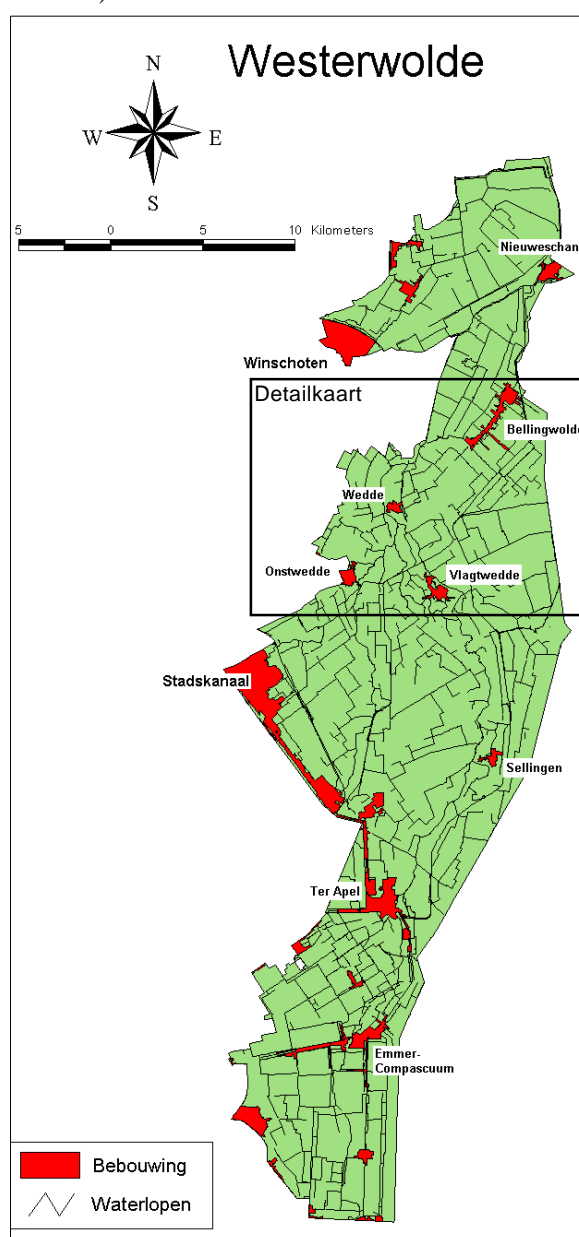 Westerwolde
N
W E
S
5 0 5 10 Kilometers
Nieuweschan
Winschoten
Detailkaart
Bellingwolde
Wedde
Onstwedde
Vlagtwedde
Stadskanaal
Sellingen
Ter Apel
Emmer-
Compascuum
Bebouwing
Waterlopen